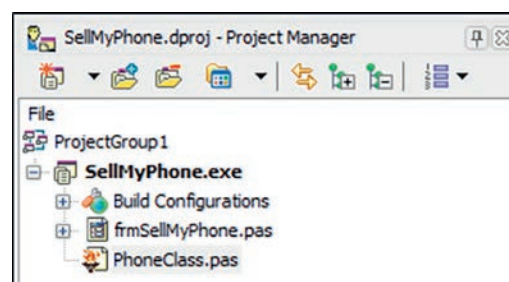 SellMyPhone.dproj - Project Manager
File
ProjectGroup1
SellMyPhone.exe
Build Configurations
frmSellMyPhone.pas
PhoneClass.pas